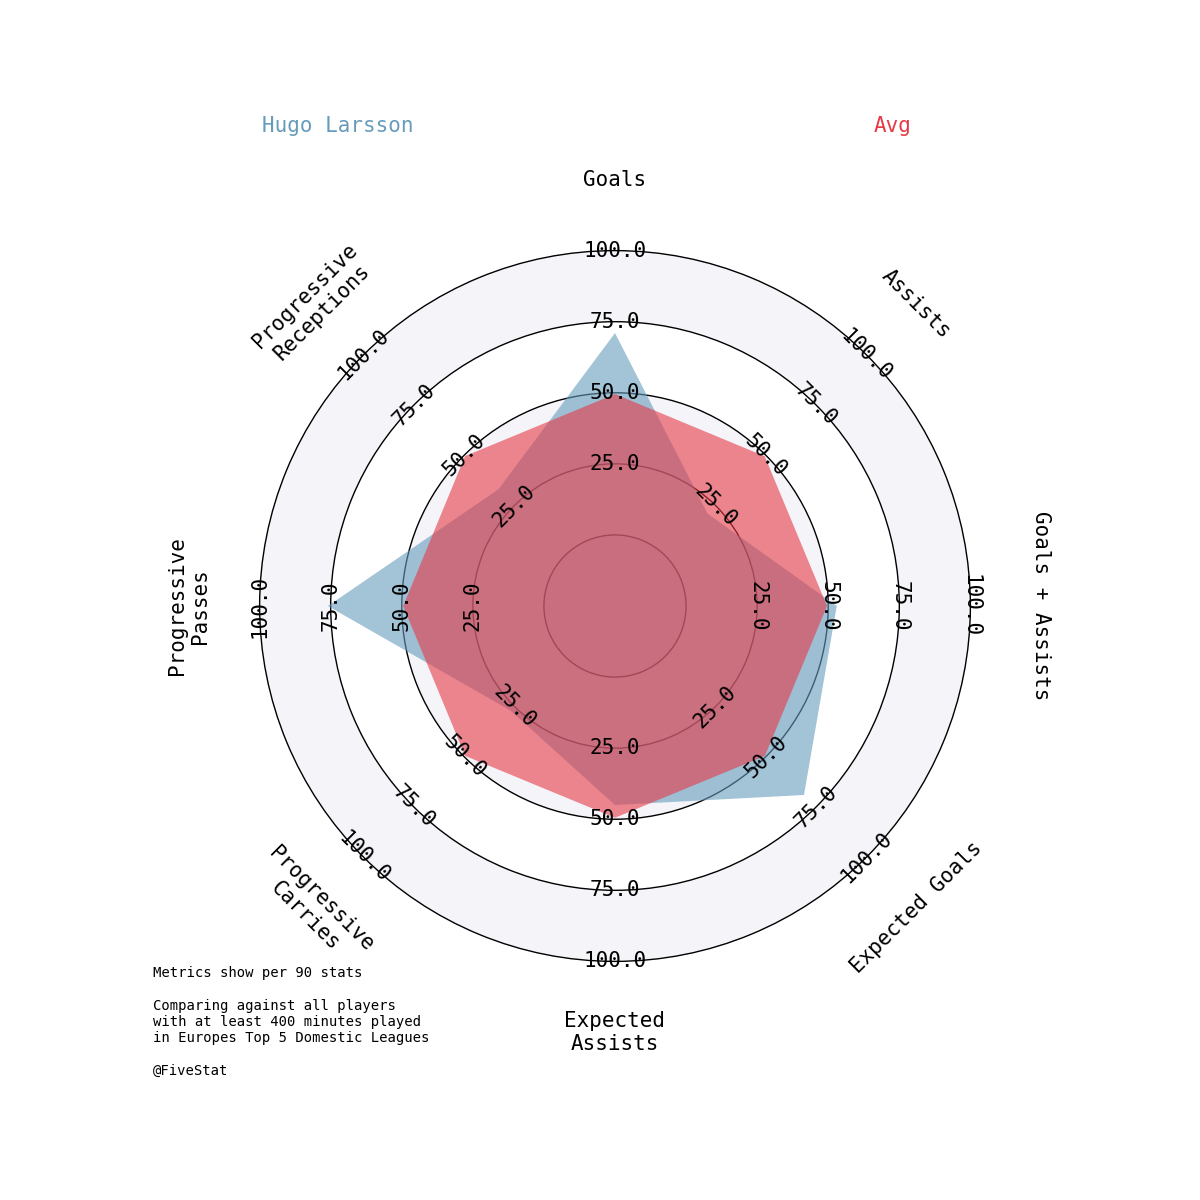 Hugo Larsson
Avg
Goals
Assists
Goals + Assists
Expected Goals
Expected
Assists
Progressive
Carries
Progressive
Passes
Progressive
Receptions
25.0
50.0
75.0
100.0
25.0
50.0
75.0
100.0
25.0
50.0
75.0
100.0
25.0
50.0
75.0
100.0
25.0
50.0
75.0
100.0
25.0
50.0
75.0
100.0
25.0
50.0
75.0
100.0
25.0
50.0
75.0
100.0
Metrics show per 90 stats
Comparing against all players
with at least 400 minutes played
in Europes Top 5 Domestic Leagues
@FiveStat